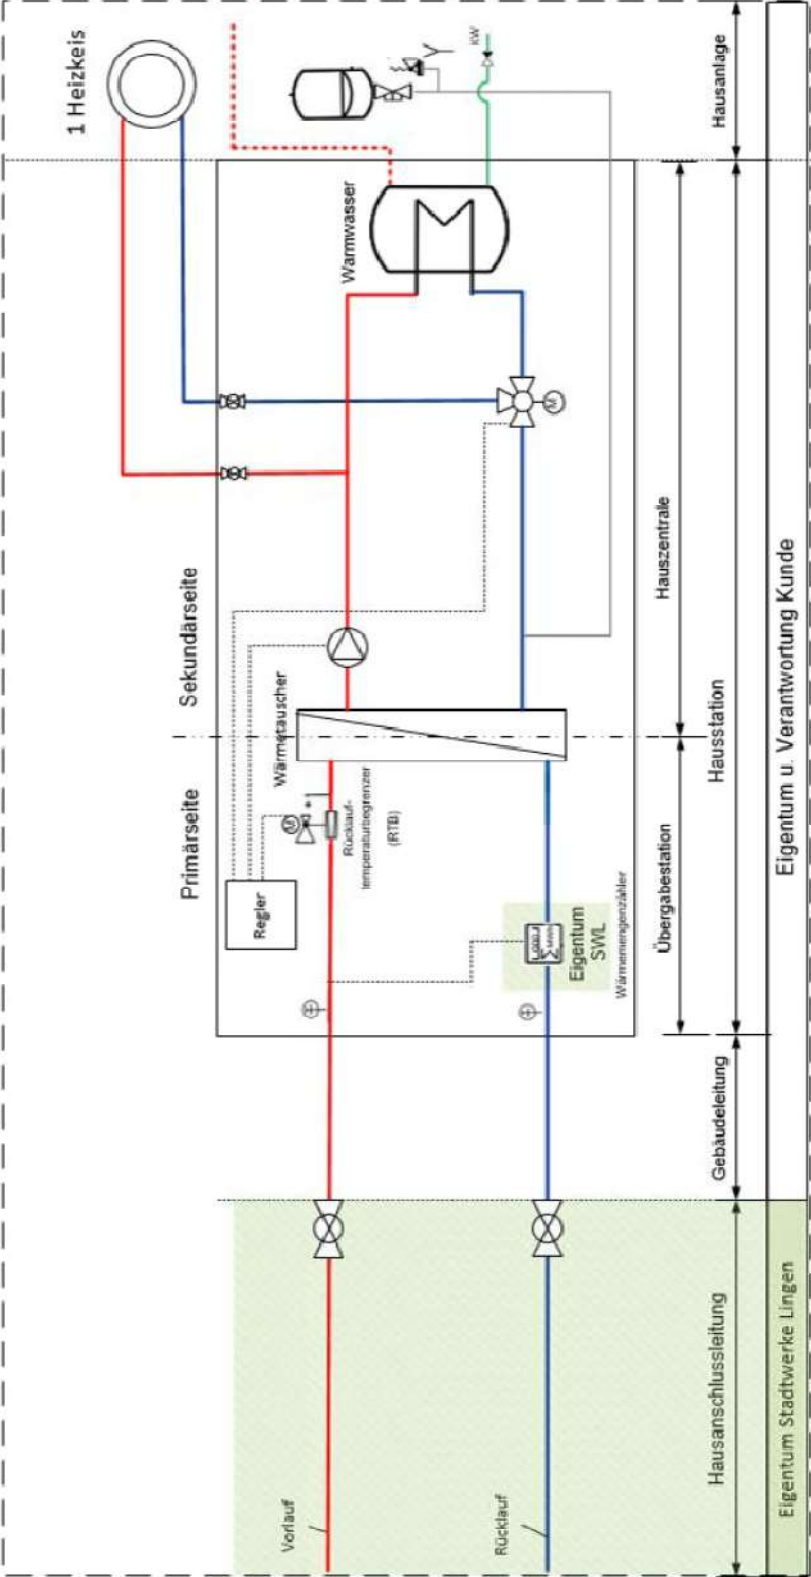 1 Heizkeis
Primärseite
Sekundärseite
Regler
Wärmetauscher
M
Vorlauf
Rücklauf-
temperaturbegrenzer
(RTB)
Warmwasser
KW
M
Rücklauf
Eigentum
SWL
Wärmemengenzähler
Übergabestation
Hauszentrale
Hausanschlussleitung
Gebäudeleitung
Hausstation
Hausanlage
Eigentum Stadtwerke Lingen
Eigentum u. Verantwortung Kunde